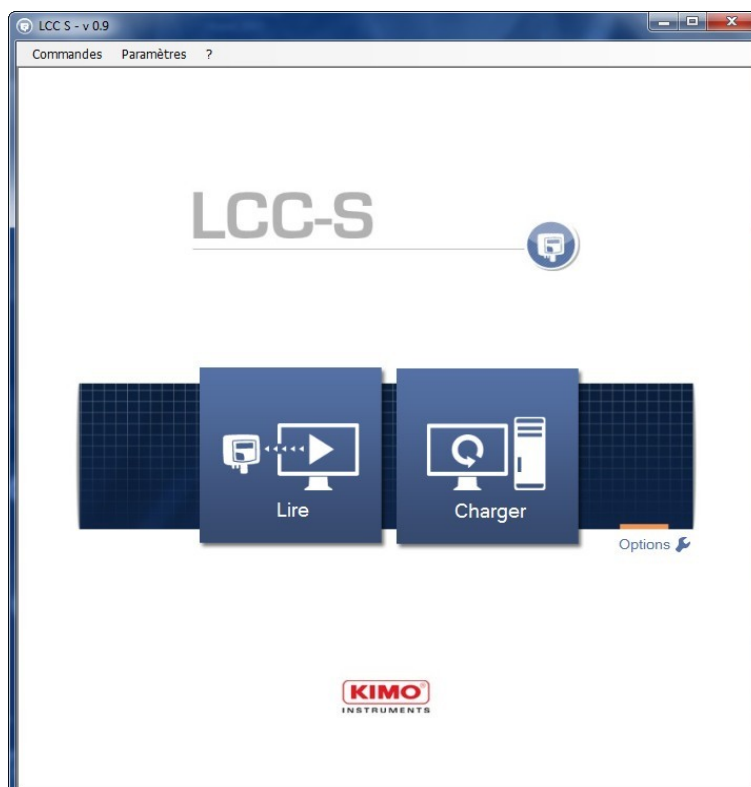 LCC S - v 0.9
Commandes Paramètres ?
LCC-S
Lire Charger
Options
KIMO®
INSTRUMENTS